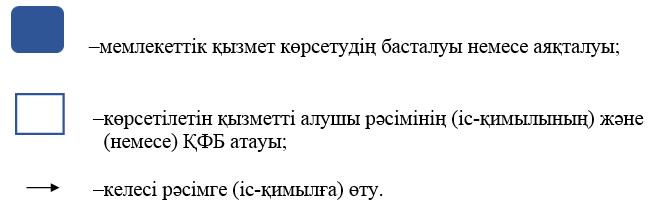 –мемлекеттік қызмет көрсетудің басталуы немесе аяқталуы;
–көрсетілетін қызметті алушы рәсімінің (іс-қимылының) және
(немесе) ҚФБ атауы;
–келесі рәсімге (іс-қимылға) өту.